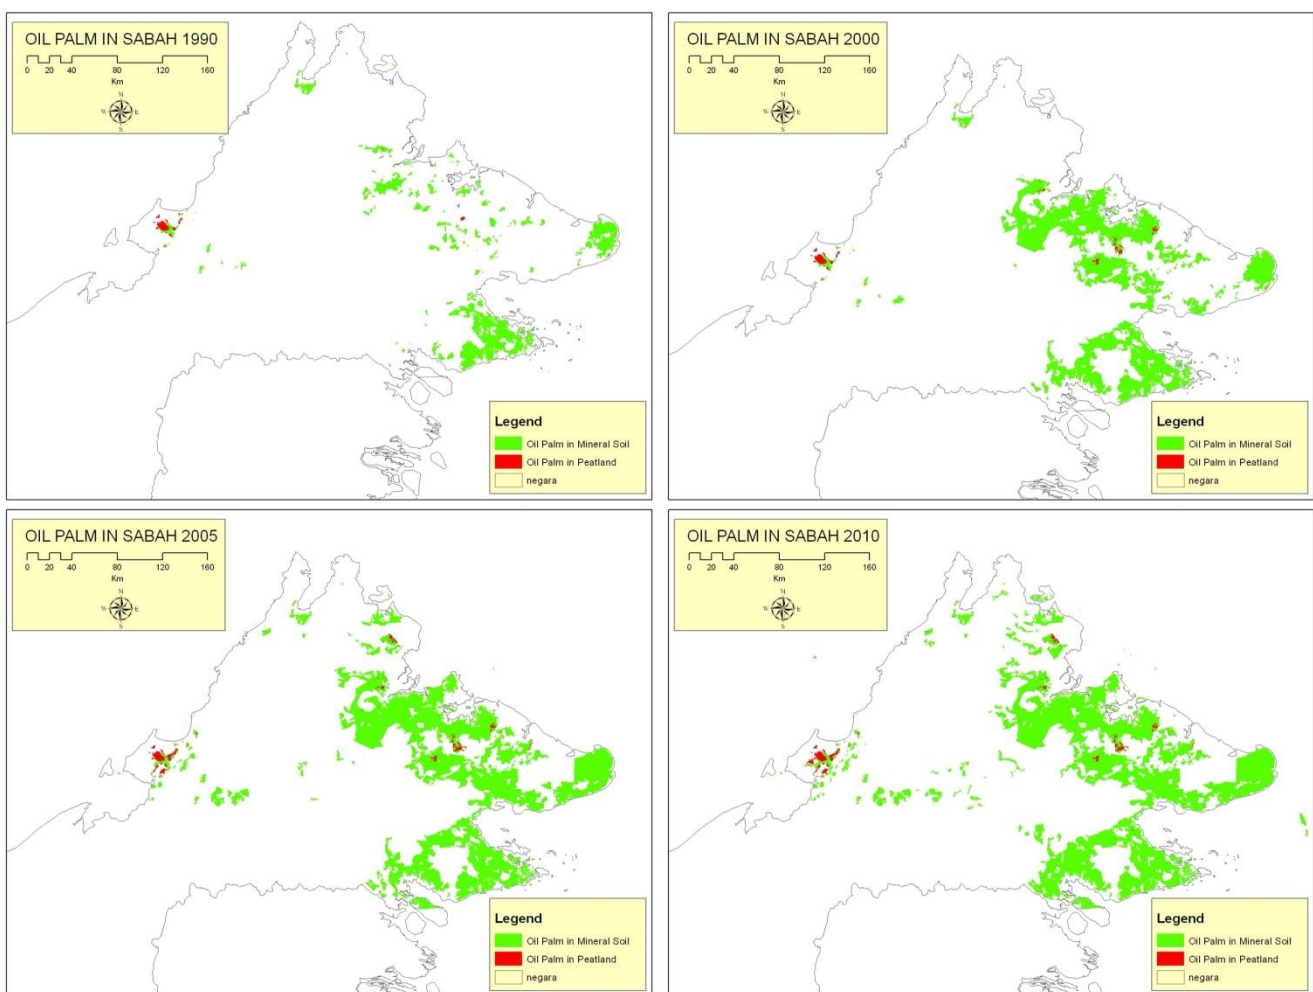 OIL PALM IN SABAH 1990
0 20 40 80 120 160
Km
N
W E
S
Legend
Oil Palm in Mineral Soil
Oil Palm in Peatland
negara
OIL PALM IN SABAH 2000
0 20 40 80 120 160
Km
N
W E
S
Legend
Oil Palm in Mineral Soil
Oil Palm in Peatland
negara
OIL PALM IN SABAH 2005
0 20 40 80 120 160
Km
N
W E
S
Legend
Oil Palm in Mineral Soil
Oil Palm in Peatland
negara
OIL PALM IN SABAH 2010
0 20 40 80 120 160
Km
N
W E
S
Legend
Oil Palm in Mineral Soil
Oil Palm in Peatland
negara